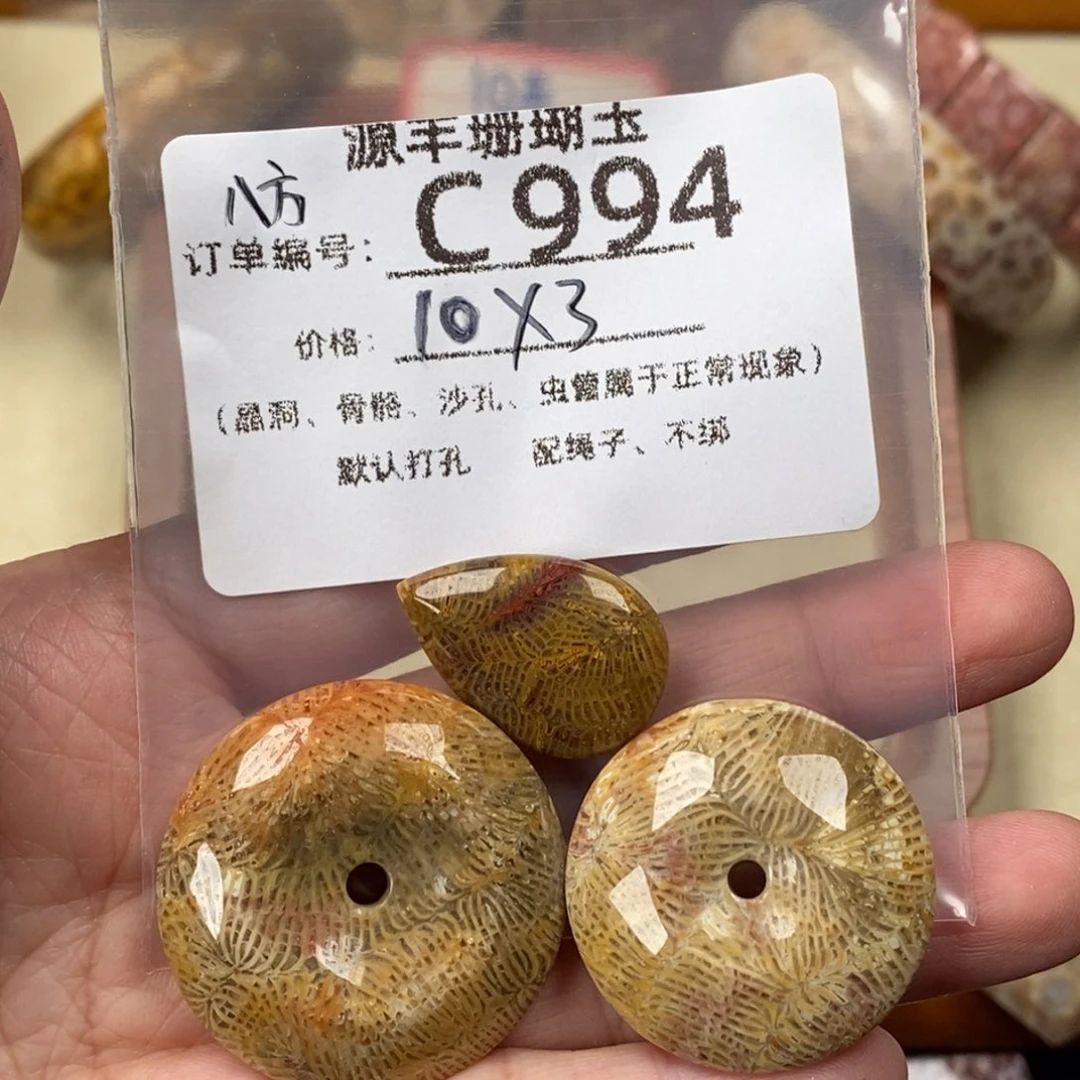 源丰珊瑚玉
八方
订单编号: C994
价格: 10X3
(晶洞、骨骼、沙孔、虫管属于正常现象)
默认打孔 配绳子、不绑